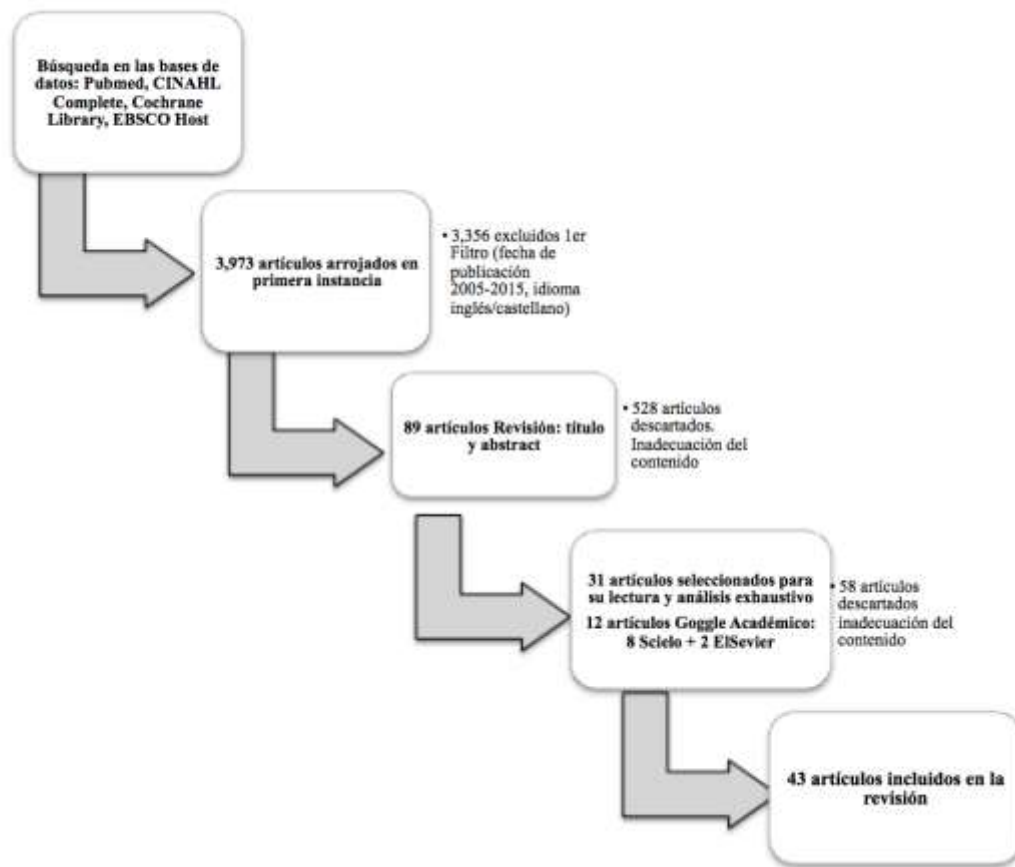 Búsqueda en las bases de
datos: Pubmed, CINAHL
Complete, Cochrane
Library, EBSCO Host
3,973 artículos arrojados en
primera instancia
• 3,356 excluidos 1er
Filtro (fecha de
publicación
2005-2015, idioma
inglés/castellano)
89 artículos Revisión: título
y abstract
• 528 artículos
descartados.
Inadecuación del
contenido
31 artículos seleccionados para
su lectura y análisis exhaustivo
12 artículos Goggle Académico:
8 Scielo + 2 ElSevier
• 58 artículos
descartados
inadecuación del
contenido
43 artículos incluidos en la
revisión